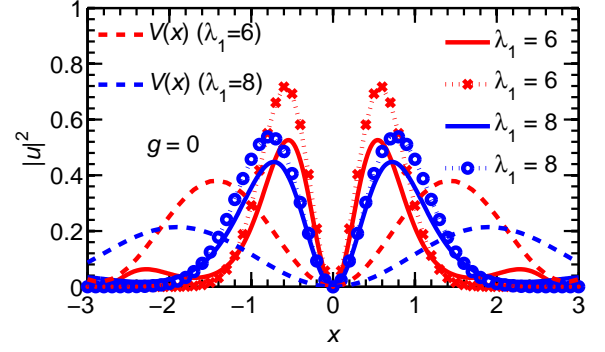 1
0.8
0.6
0.4
0.2
0
|u|²
V(x) (λ₁=6)
V(x) (λ₁=8)
g = 0
λ₁ = 6
λ₁ = 6
λ₁ = 8
λ₁ = 8
−3 −2 −1 0 1 2 3
x